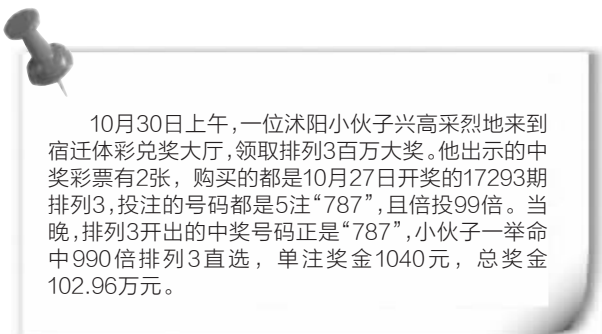 10月30日上午，一位沭阳小伙子兴高采烈地来到
宿迁体彩兑奖大厅，领取排列3百万大奖。他出示的中
奖彩票有2张，购买的都是10月27日开奖的17293期
排列3，投注的号码都是5注“787”，且倍投99倍。当
晚，排列3开出的中奖号码正是“787”，小伙子一举命
中990倍排列3直选，单注奖金1040元，总奖金
102.96万元。